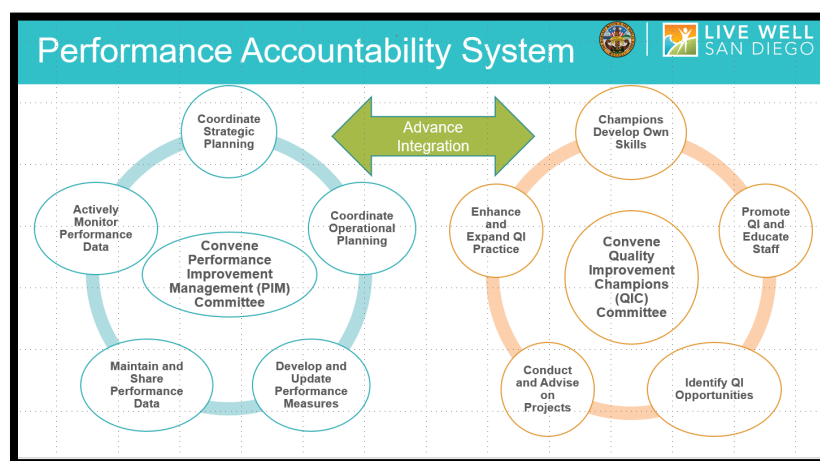 Performance Accountability System
LIVE WELL
SAN DIEGO
Coordinate
Strategic
Planning
Coordinate
Operational
Planning
Develop and
Update
Performance
Measures
Maintain and
Share
Performance
Data
Actively
Monitor
Performance
Data
Convene
Performance
Improvement
Management (PIM)
Committee
Advance
Integration
Champions
Develop Own
Skills
Promote
QI and
Educate
Staff
Identify QI
Opportunities
Conduct
and Advise
on
Projects
Enhance
and
Expand QI
Practice
Convene
Quality
Improvement
Champions
(QIC)
Committee